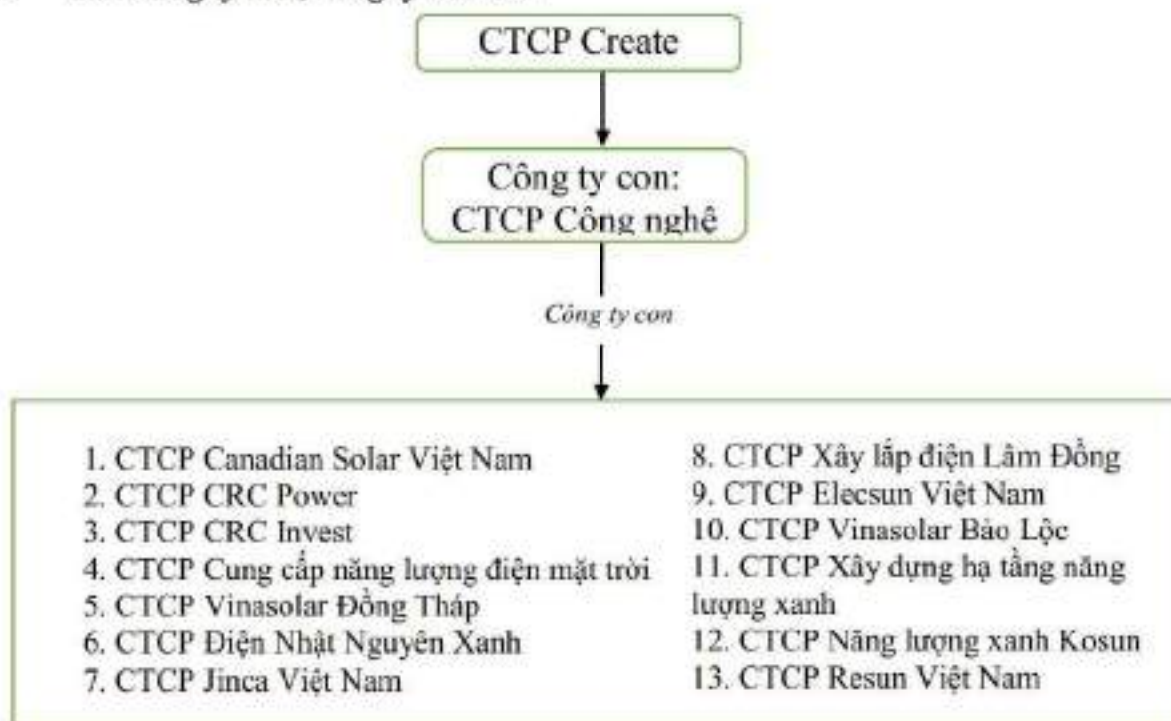 CTCP Create
Công ty con:
CTCP Công nghệ
Công ty con
1. CTCP Canadian Solar Việt Nam
2. CTCP CRC Power
3. CTCP CRC Invest
4. CTCP Cung cấp năng lượng điện mặt trời
5. CTCP Vinasolar Đồng Tháp
6. CTCP Điện Nhật Nguyên Xanh
7. CTCP Jinca Việt Nam
8. CTCP Xây lắp điện Lâm Đồng
9. CTCP Elecsun Việt Nam
10. CTCP Vinasolar Bảo Lộc
11. CTCP Xây dựng hạ tầng năng
lượng xanh
12. CTCP Năng lượng xanh Kosun
13. CTCP Resun Việt Nam